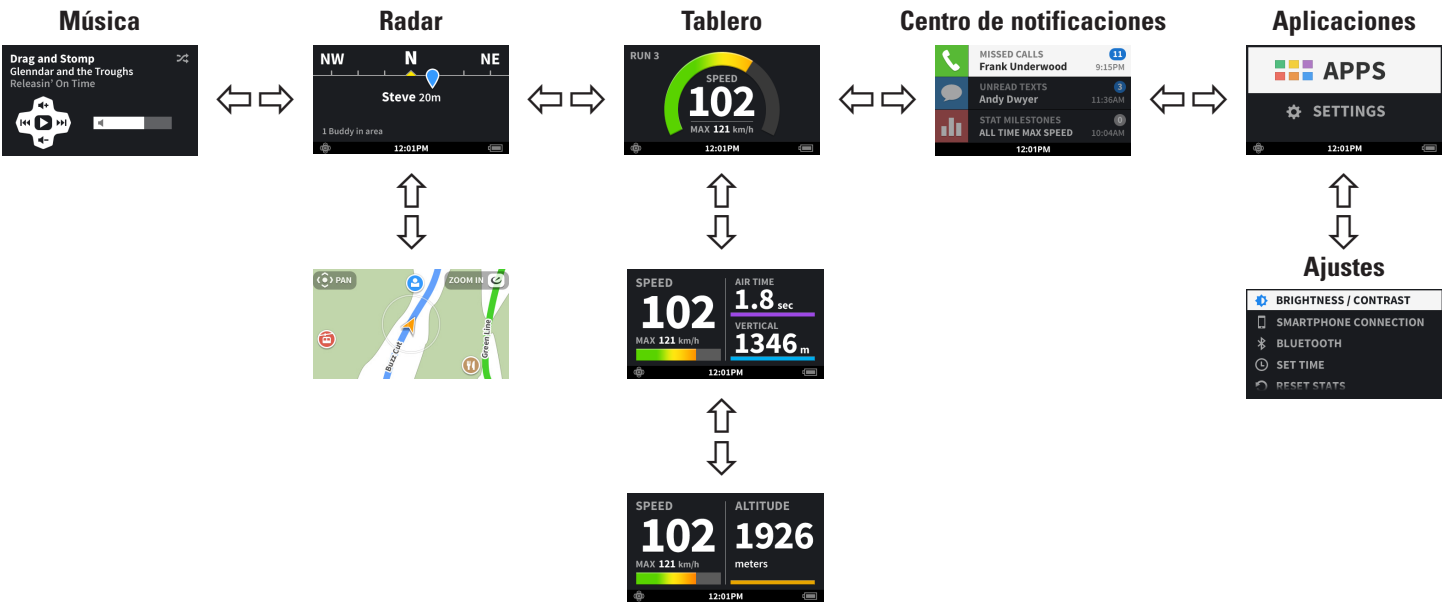 Música
Radar
Tablero
Centro de notificaciones
Aplicaciones
Drag and Stomp
Glenndar and the Troughs
Releasin' On Time
NW N NE
Steve 20m
1 Buddy in area
12:01PM
RUN 3
SPEED
102
MAX 121 km/h
12:01PM
MISSED CALLS 11
Frank Underwood 9:15PM
UNREAD TEXTS 3
Andy Dwyer 11:36AM
STAT MILESTONES 0
ALL TIME MAX SPEED 10:04AM
12:01PM
APPS
SETTINGS
12:01PM
PAN
ZOOM IN
Buzz Cut
Green Line
SPEED
102
MAX 121 km/h
AIR TIME
1.8 sec
VERTICAL
1346 m
12:01PM
Ajustes
BRIGHTNESS / CONTRAST
SMARTPHONE CONNECTION
BLUETOOTH
SET TIME
RESET STATS
SPEED
102
MAX 121 km/h
ALTITUDE
1926
meters
12:01PM